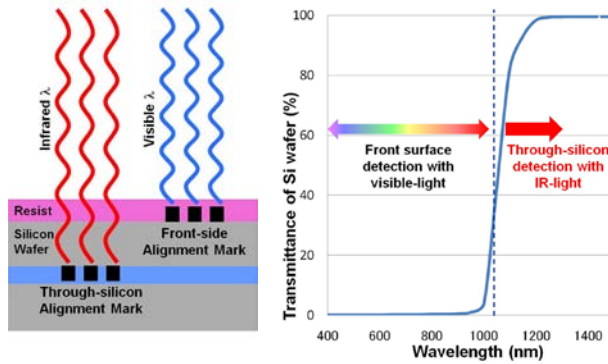 Infrared λ
Visible λ
Resist
Silicon
Wafer
Front-side
Alignment Mark
Through-silicon
Alignment Mark
Transmittance of Si wafer (%)
100
80
60
40
20
0
Front surface
detection with
visible-light
Through-silicon
detection with
IR-light
400 600 800 1000 1200 1400
Wavelength (nm)